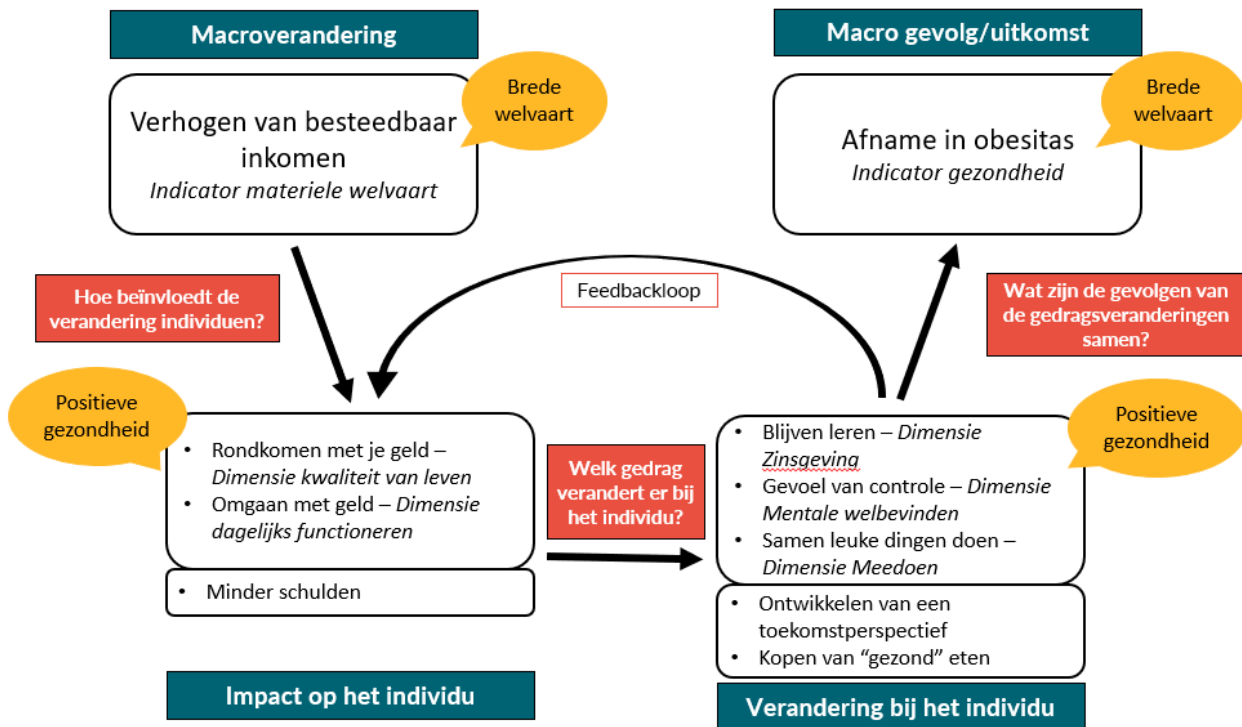 Macroverandering
Macro gevolg/uitkomst
Brede
welvaart
Verhogen van besteedbaar
inkomen
Indicator materiele welvaart
Brede
welvaart
Afname in obesitas
Indicator gezondheid
Hoe beïnvloedt de
verandering individuen?
Feedbackloop
Wat zijn de gevolgen van
de gedragsveranderingen
samen?
Positieve
gezondheid
• Rondkomen met je geld –
Dimensie kwaliteit van leven
• Omgaan met geld – Dimensie
dagelijks functioneren
• Minder schulden
Welk gedrag
verandert er bij
het individu?
Positieve
gezondheid
• Blijven leren – Dimensie
Zinsgeving
• Gevoel van controle – Dimensie
Mentale welbevinden
• Samen leuke dingen doen –
Dimensie Meedoen
• Ontwikkelen van een
toekomstperspectief
• Kopen van “gezond” eten
Impact op het individu
Verandering bij het individu